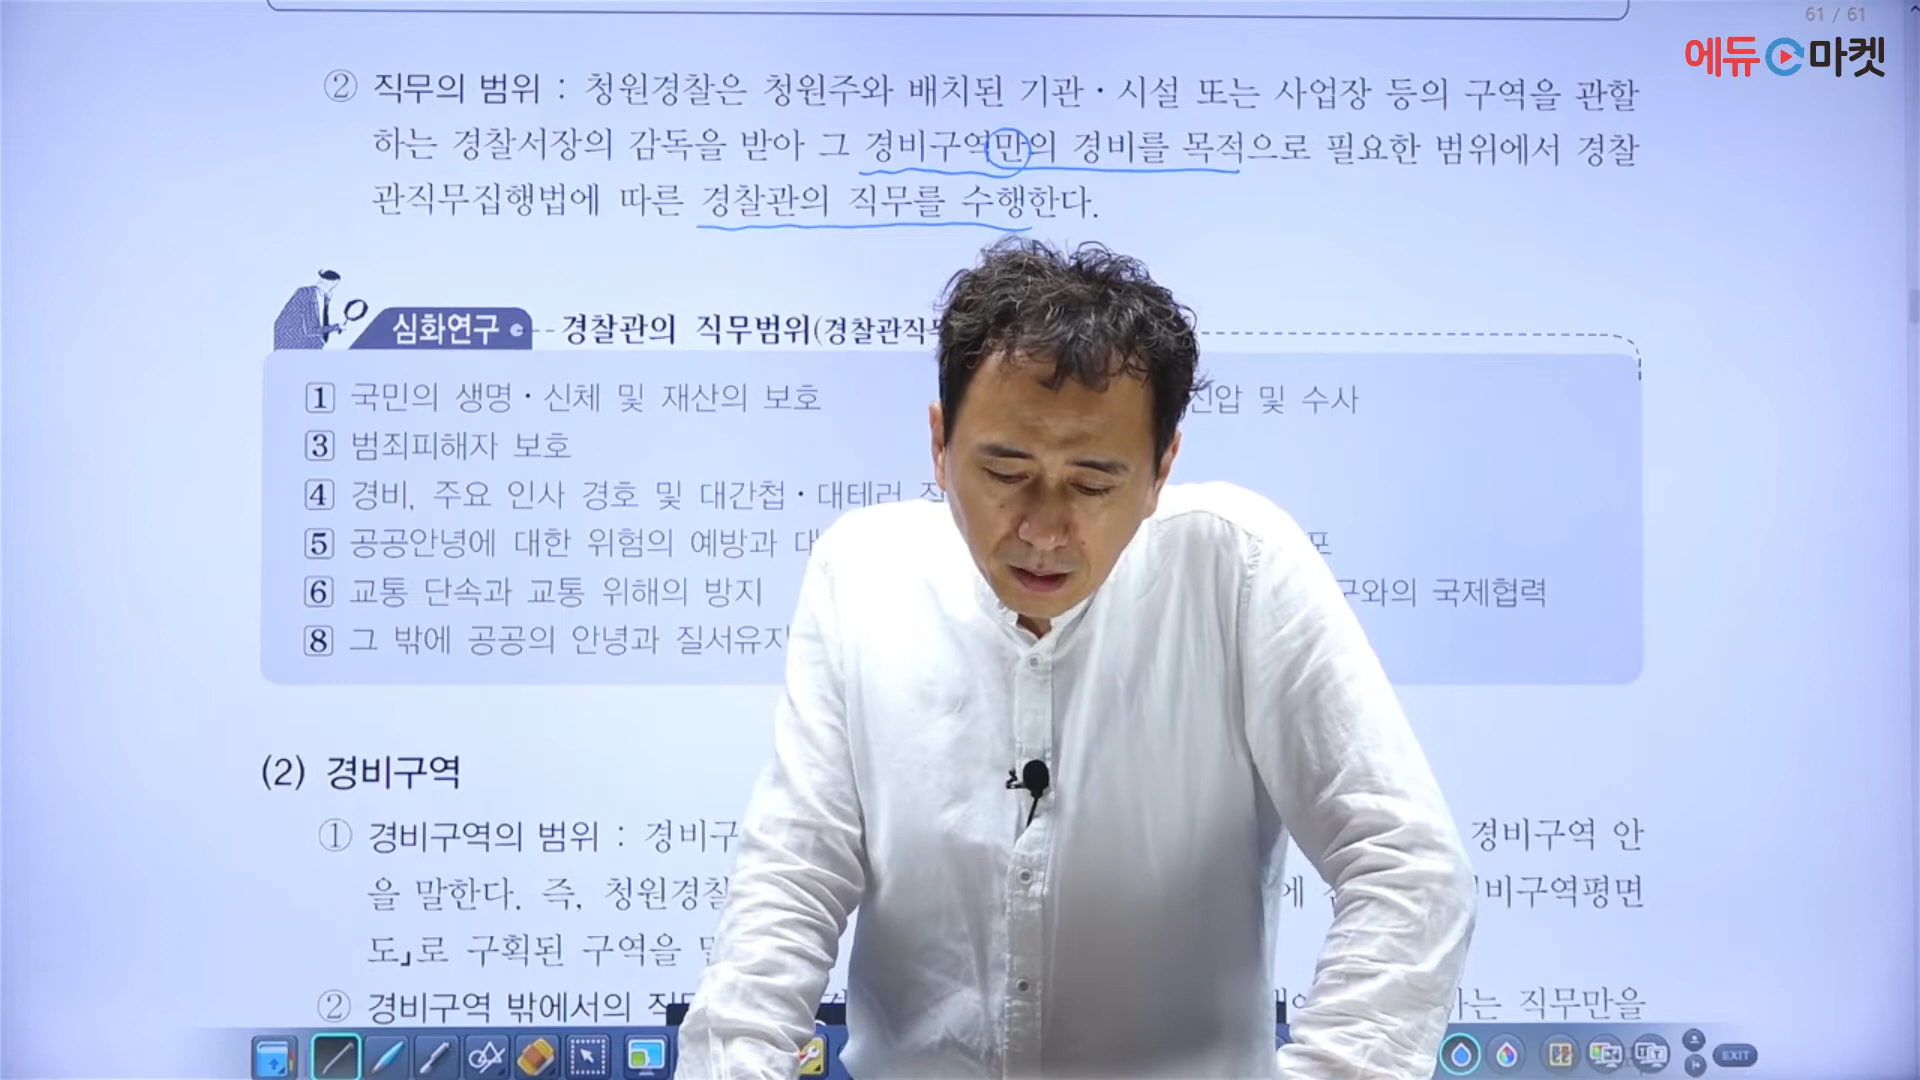 61 / 61
에듀마켓
② 직무의 범위 : 청원경찰은 청원주와 배치된 기관·시설 또는 사업장 등의 구역을 관할
하는 경찰서장의 감독을 받아 그 경비구역만의 경비를 목적으로 필요한 범위에서 경찰
관직무집행법에 따른 경찰관의 직무를 수행한다.
심화연구 경찰관의 직무범위(경찰관직무
1 국민의 생명·신체 및 재산의 보호 진압 및 수사
3 범죄피해자 보호
4 경비, 주요 인사 경호 및 대간첩·대테러
5 공공안녕에 대한 위험의 예방과
6 교통 단속과 교통 위해의 방지 구와의 국제협력
8 그 밖에 공공의 안녕과 질서유지
(2) 경비구역
① 경비구역의 범위 : 경비구 경비구역 안
을 말한다. 즉, 청원경찰 비구역평면
도」로 구획된 구역을
② 경비구역 밖에서의 하는 직무만을
EXIT